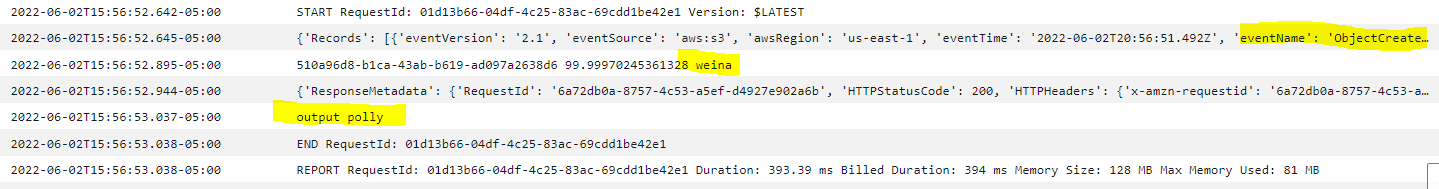 2022-06-02T15:56:52.642-05:00 START RequestId: 01d13b66-04df-4c25-83ac-69cdd1be42e1 Version: $LATEST
2022-06-02T15:56:52.645-05:00 {'Records': [{'eventVersion': '2.1', 'eventSource': 'aws:s3', 'awsRegion': 'us-east-1', 'eventTime': '2022-06-02T20:56:51.492Z', 'eventName': 'ObjectCreate…
2022-06-02T15:56:52.895-05:00 510a96d8-b1ca-43ab-b619-ad097a2638d6 99.99970245361328 weina
2022-06-02T15:56:52.944-05:00 {'ResponseMetadata': {'RequestId': '6a72db0a-8757-4c53-a5ef-d4927e902a6b', 'HTTPStatusCode': 200, 'HTTPHeaders': {'x-amzn-requestid': '6a72db0a-8757-4c53-a…
2022-06-02T15:56:53.037-05:00 output polly
2022-06-02T15:56:53.038-05:00 END RequestId: 01d13b66-04df-4c25-83ac-69cdd1be42e1
2022-06-02T15:56:53.038-05:00 REPORT RequestId: 01d13b66-04df-4c25-83ac-69cdd1be42e1 Duration: 393.39 ms Billed Duration: 394 ms Memory Size: 128 MB Max Memory Used: 81 MB